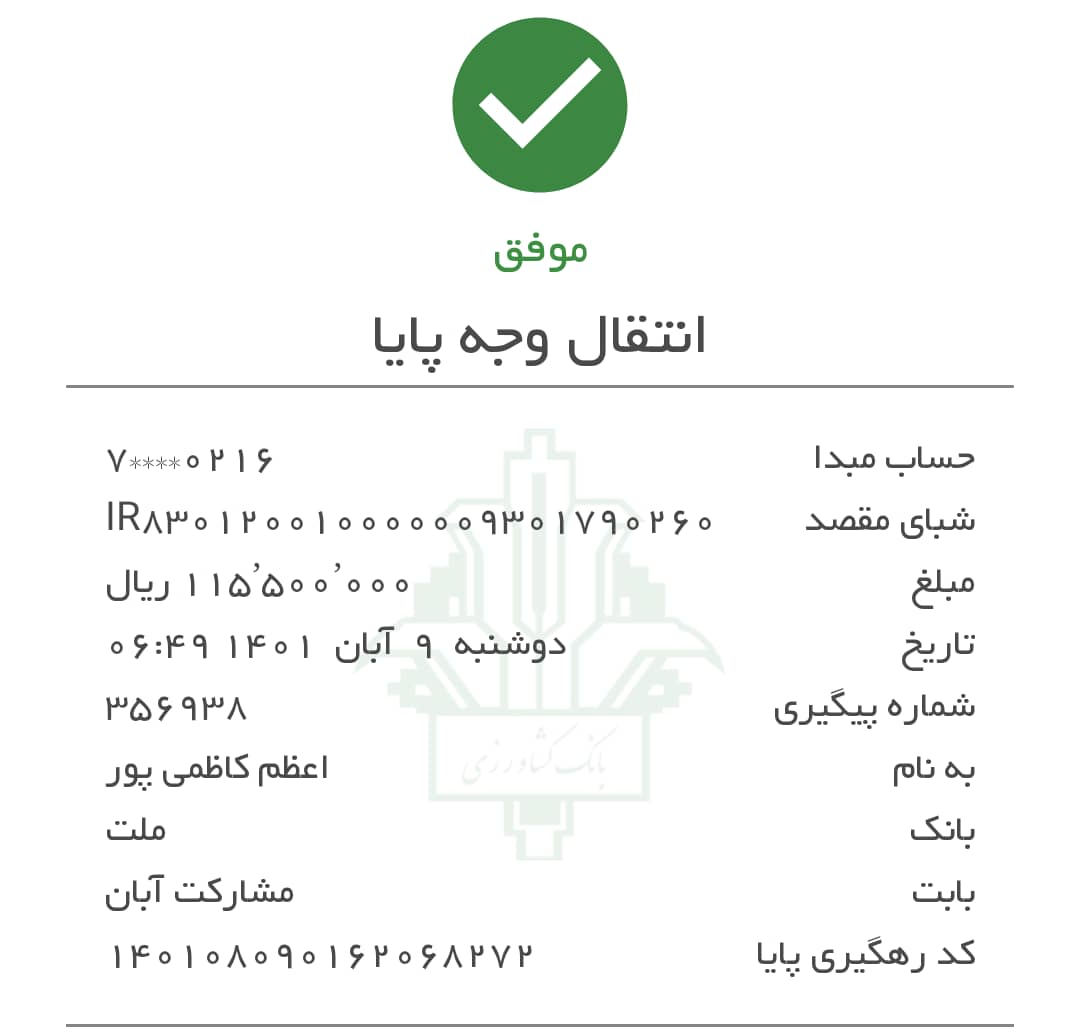 موفق
انتقال وجه پایا
حساب مبدا ۷****۰۲۱۶
شبای مقصد IR۸۳۰۱۲۰۰۱۰۰۰۰۰۰۹۳۰۱۷۹۰۲۶۰
مبلغ ۱۱۵٬۵۰۰٬۰۰۰ ریال
تاریخ دوشنبه ۹ آبان ۱۴۰۱ ۰۶:۴۹
شماره پیگیری ۳۵۶۹۳۸
بانک کشاورزی
به نام اعظم کاظمی پور
بانک ملت
بابت مشارکت آبان
کد رهگیری پایا ۱۴۰۱۰۸۰۹۰۱۶۲۰۶۸۲۷۲